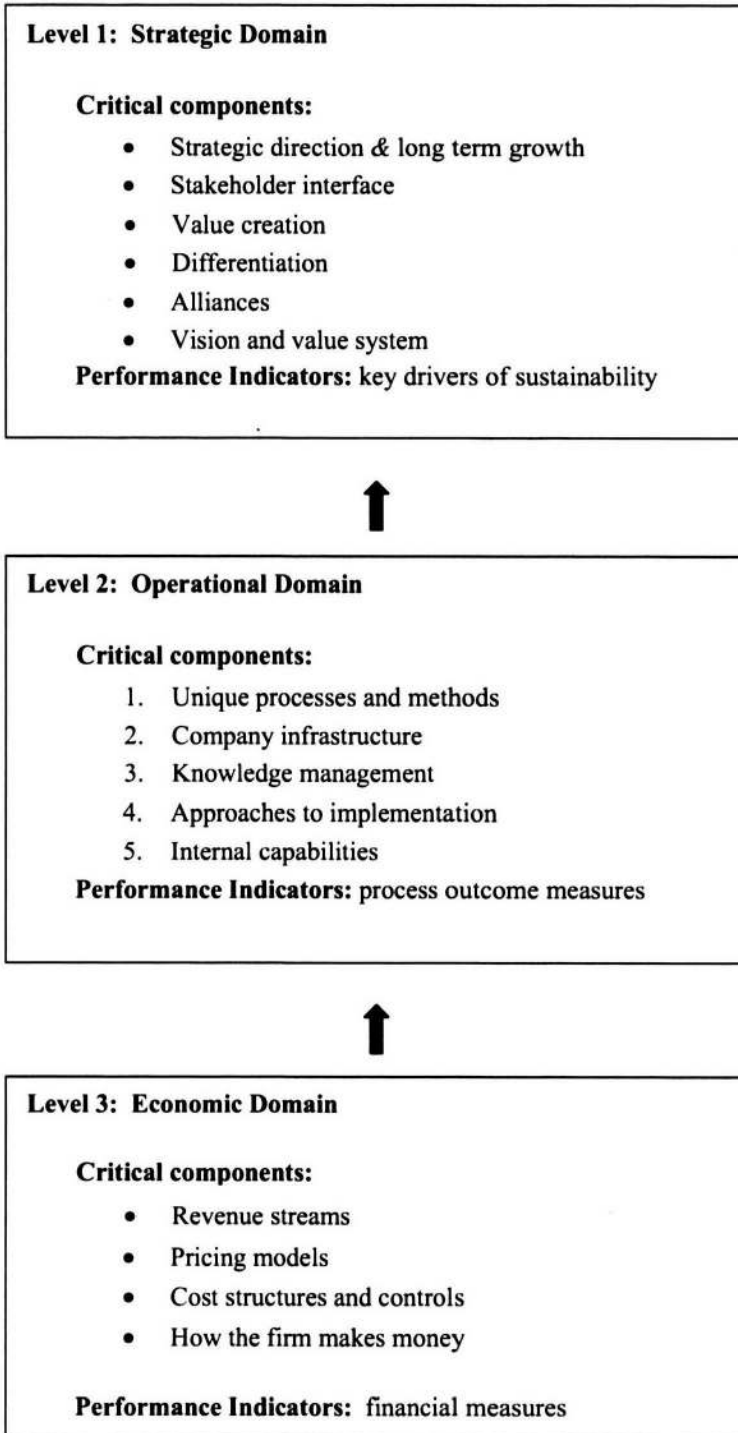 Level 1: Strategic Domain
Critical components:
• Strategic direction & long term growth
• Stakeholder interface
• Value creation
• Differentiation
• Alliances
• Vision and value system
Performance Indicators: key drivers of sustainability
Level 2: Operational Domain
Critical components:
1. Unique processes and methods
2. Company infrastructure
3. Knowledge management
4. Approaches to implementation
5. Internal capabilities
Performance Indicators: process outcome measures
Level 3: Economic Domain
Critical components:
• Revenue streams
• Pricing models
• Cost structures and controls
• How the firm makes money
Performance Indicators: financial measures